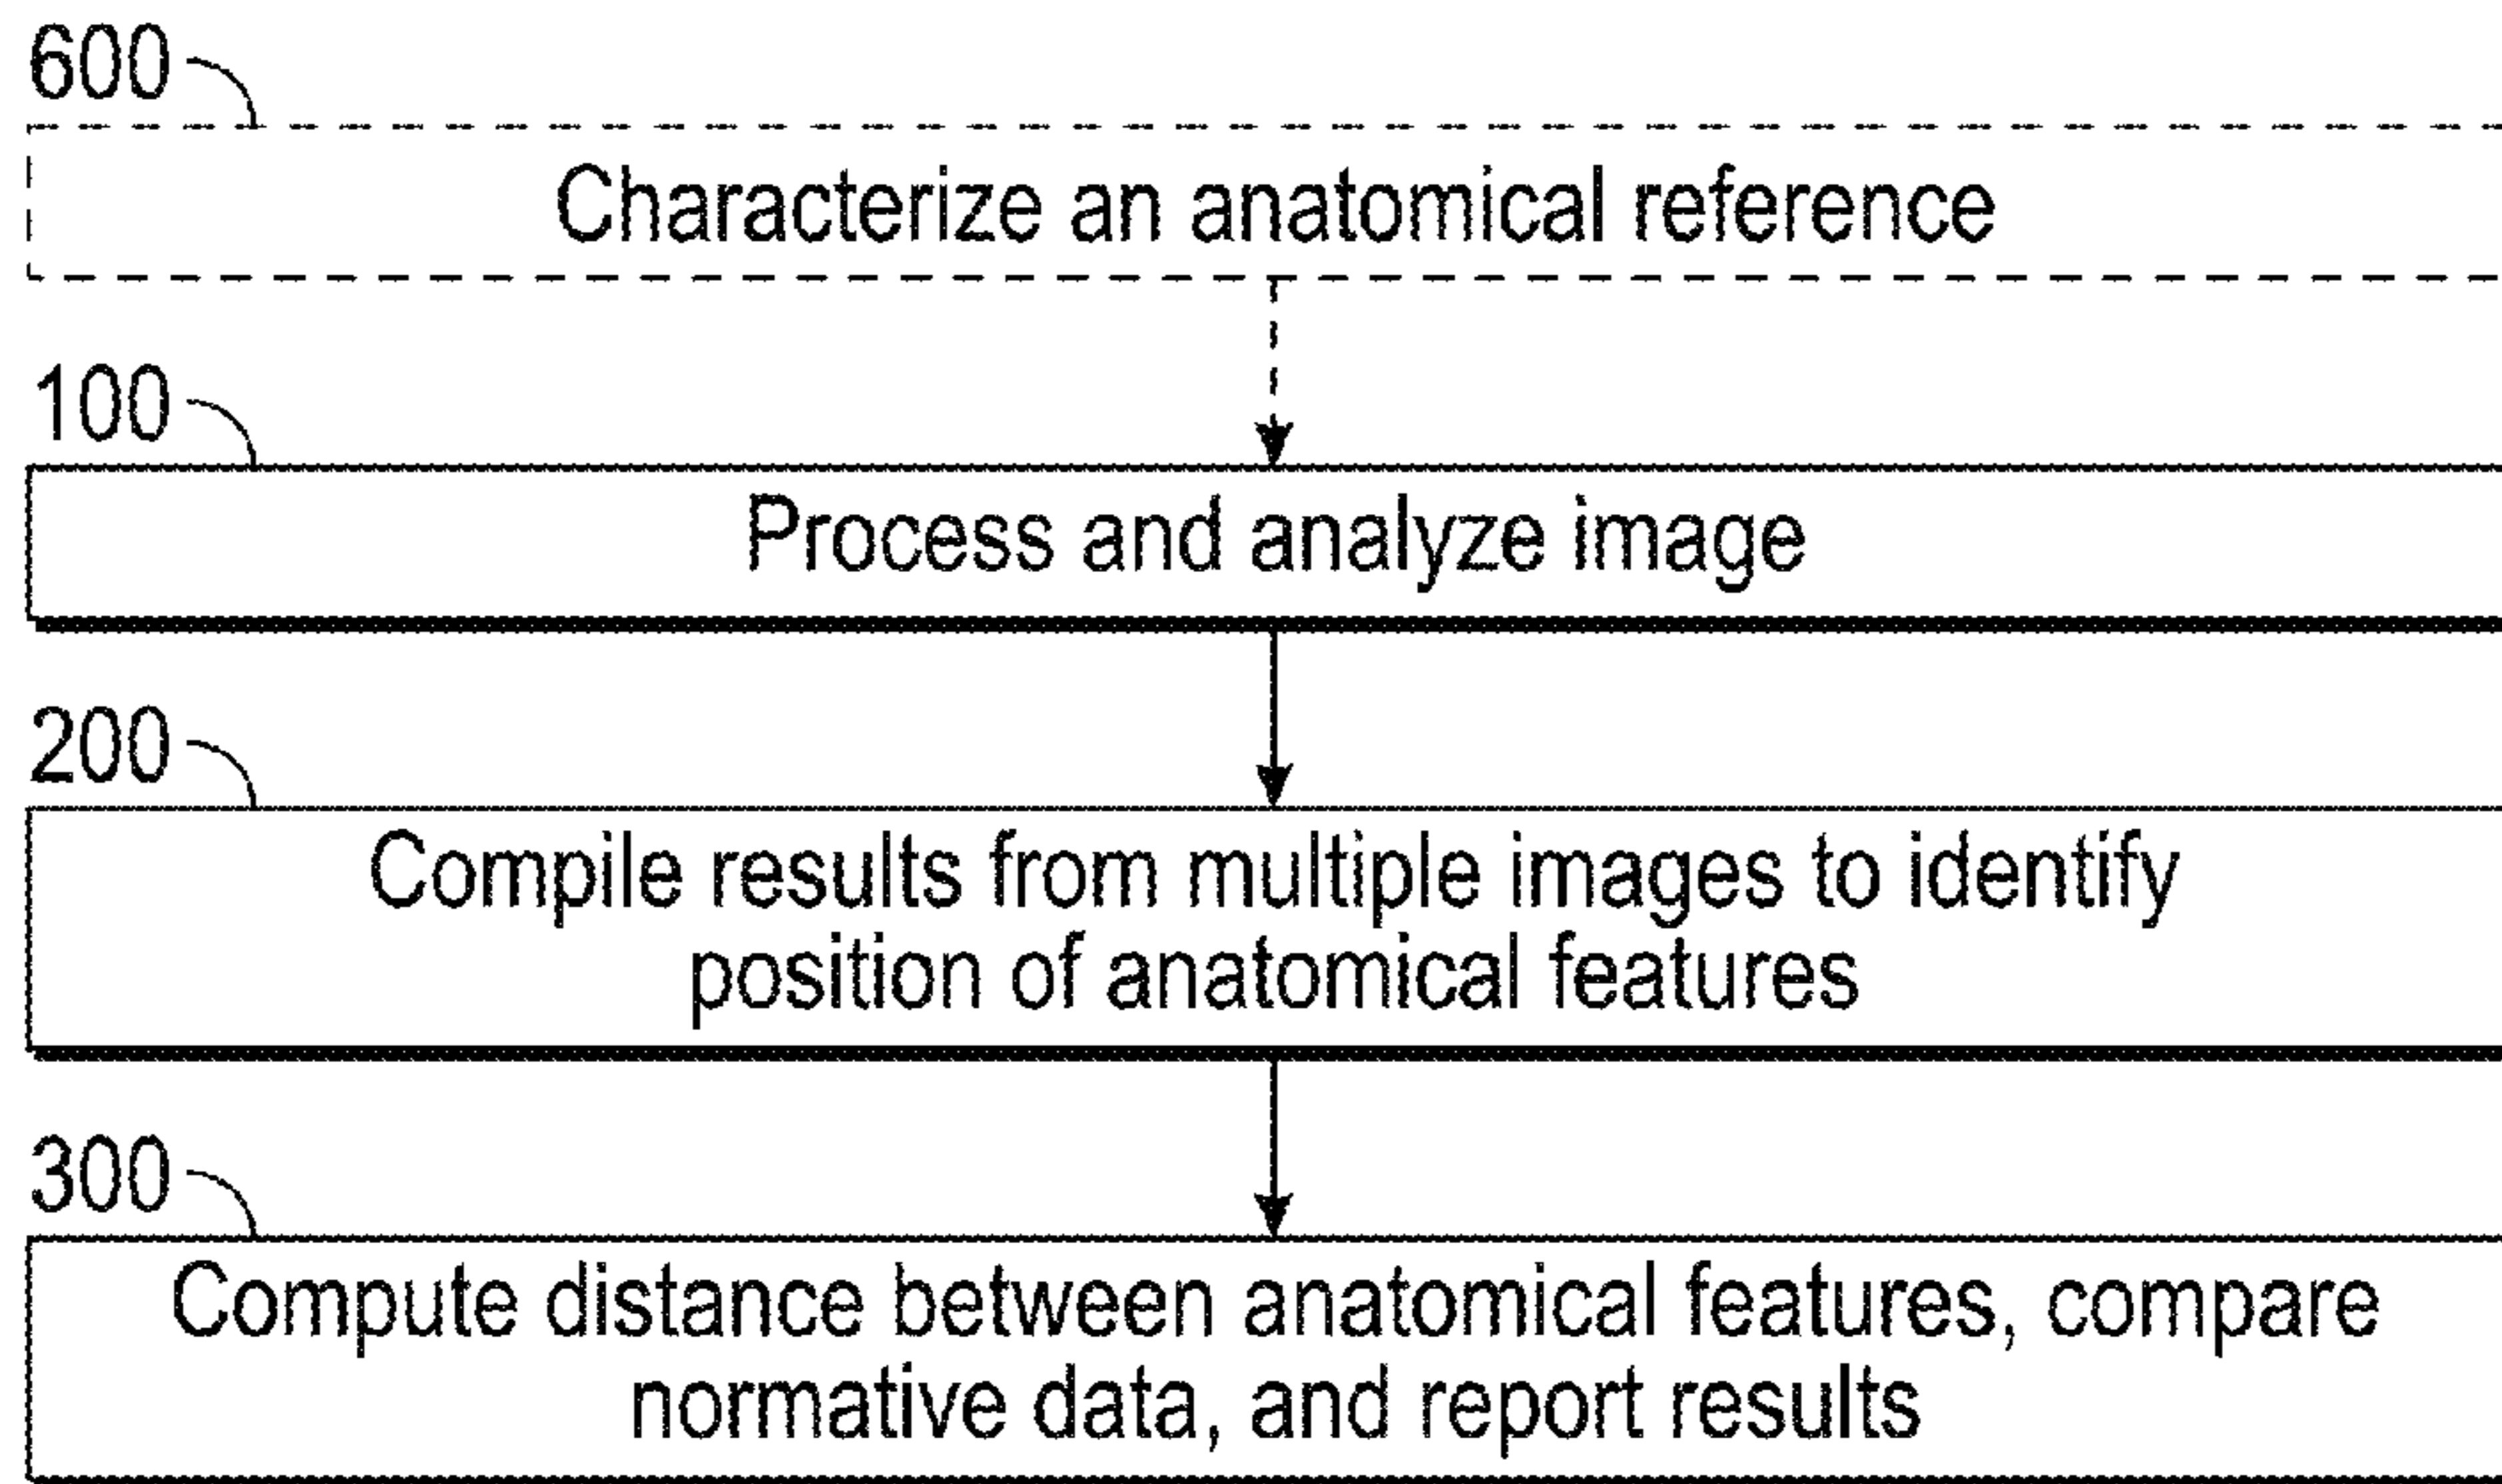 600
Characterize an anatomical reference
100
Process and analyze image
200
Compile results from multiple images to identify
position of anatomical features
300
Compute distance between anatomical features, compare
normative data, and report results